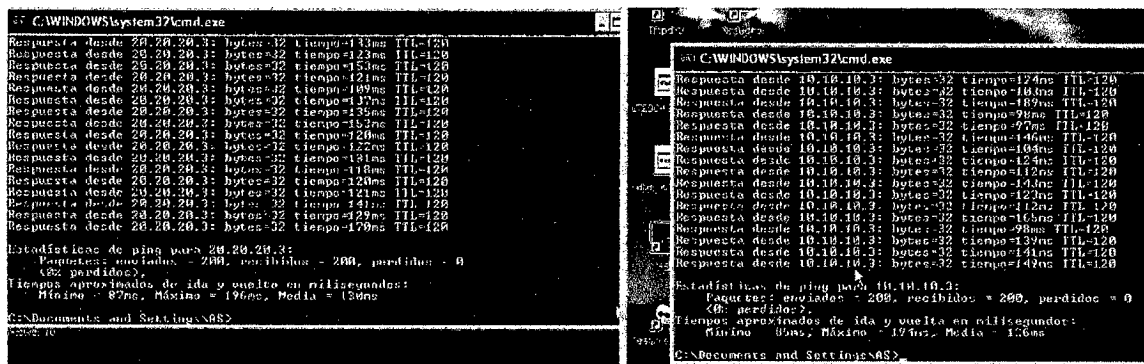 C:\WINDOWS\system32\cmd.exe
Respuesta desde 20.20.20.3: bytes=32 tiempo=133ms TTL=120
Respuesta desde 20.20.20.3: bytes=32 tiempo=123ms TTL=120
Respuesta desde 20.20.20.3: bytes=32 tiempo=153ms TTL=120
Respuesta desde 20.20.20.3: bytes=32 tiempo=121ms TTL=120
Respuesta desde 20.20.20.3: bytes=32 tiempo=109ms TTL=120
Respuesta desde 20.20.20.3: bytes=32 tiempo=137ms TTL=120
Respuesta desde 20.20.20.3: bytes=32 tiempo=135ms TTL=120
Respuesta desde 20.20.20.3: bytes=32 TTL=120
Respuesta desde 20.20.20.3: bytes=32 tiempo=120ms TTL=120
Respuesta desde 20.20.20.3: bytes=32 tiempo=122ms TTL=120
Respuesta desde 20.20.20.3: bytes=32 tiempo=131ms TTL=120
Respuesta desde 20.20.20.3: bytes=32 tiempo=118ms TTL=120
Respuesta desde 20.20.20.3: bytes=32 tiempo=120ms TTL=120
Respuesta desde 20.20.20.3: bytes=32 tiempo=121ms TTL=120
Respuesta desde 20.20.20.3: bytes=32 tiempo=141ms TTL=120
Respuesta desde 20.20.20.3: bytes=32 tiempo=129ms TTL=120
Respuesta desde 20.20.20.3: bytes=32 tiempo=170ms TTL=120
Estadísticas de ping para 20.20.20.3:
Paquetes: enviados = 200, recibidos = 200, perdidos = 0
(0% perdidos),
Tiempos aproximados de ida y vuelta en milisegundos:
Mínimo = 87ms, Máximo = 196ms, Media = 130ms
C:\Documents and Settings\AS>
C:\WINDOWS\system32\cmd.exe
Respuesta desde 10.10.10.3: bytes=32 tiempo=124ms TTL=120
Respuesta desde 10.10.10.3: bytes=32 tiempo=103ms TTL=120
Respuesta desde 10.10.10.3: bytes=32 tiempo=189ms TTL=120
Respuesta desde 10.10.10.3: bytes=32 tiempo=90ms TTL=120
Respuesta desde 10.10.10.3: bytes=32 tiempo=97ms TTL=120
Respuesta desde 10.10.10.3: bytes=32 tiempo=146ms TTL=120
Respuesta desde 10.10.10.3: bytes=32 tiempo=104ms TTL=120
Respuesta desde 10.10.10.3: bytes=32 tiempo=124ms TTL=120
Respuesta desde 10.10.10.3: bytes=32 tiempo=112ms TTL=120
Respuesta desde 10.10.10.3: bytes=32 tiempo=143ms TTL=120
Respuesta desde 10.10.10.3: bytes=32 tiempo=123ms TTL=120
Respuesta desde 10.10.10.3: bytes=32 tiempo=112ms TTL=120
Respuesta desde 10.10.10.3: bytes=32 tiempo=165ms TTL=120
Respuesta desde 10.10.10.3: bytes=32 tiempo=98ms TTL=120
Respuesta desde 10.10.10.3: bytes=32 tiempo=139ms TTL=120
Respuesta desde 10.10.10.3: bytes=32 tiempo=141ms TTL=120
Respuesta desde 10.10.10.3: bytes=32 tiempo=149ms TTL=120
Estadísticas de ping para 10.10.10.3:
Paquetes: enviados = 200, recibidos = 200, perdidos = 0
(0% perdidos),
Tiempos aproximados de ida y vuelta en milisegundos:
Mínimo = Máximo = 194ms, Media = 126ms
C:\Documents and Settings\AS>_